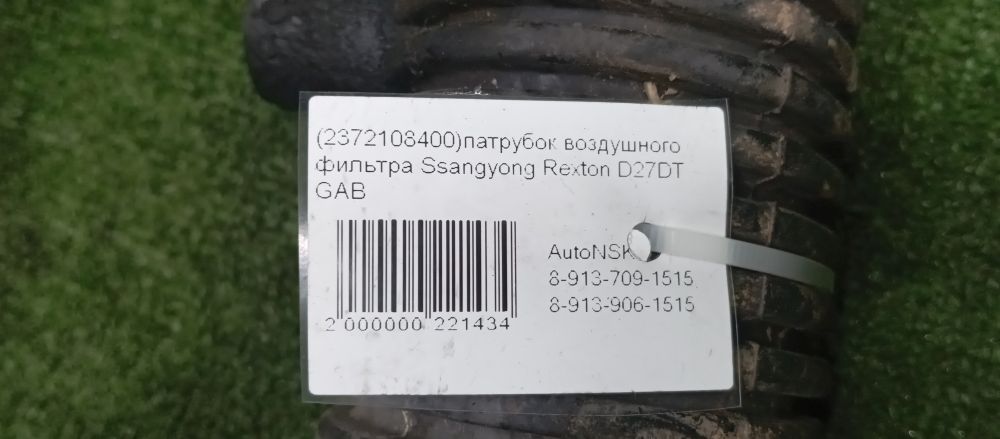 (2372108400)патрубок воздушного
фильтра Ssangyong Rexton D27DT
GAB
AutoNSK
8-913-709-1515
8-913-906-1515
2 000000 221434